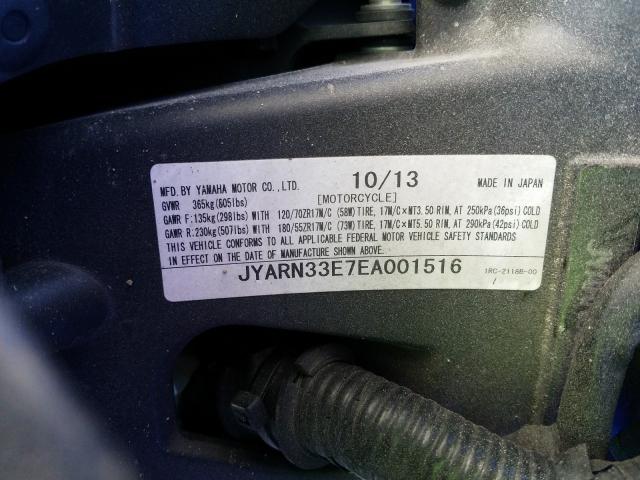 MFD. BY YAMAHA MOTOR CO., LTD. 10/13 MADE IN JAPAN
GVWR 365kg(805lbs) [MOTORCYCLE]
GAWR F:135kg(298lbs) WITH 120/70ZR17M/C (58W) TIRE, 17M/C×MT3.50 RIM, AT 250kPa(36psi)COLD
GAWR R:230kg(507lbs) WITH 180/55ZR17M/C (73W) TIRE, 17M/C×MT5.50 RIM, AT 290kPa(42psi)COLD
THIS VEHICLE CONFORMS TO ALL APPLICABLE FEDERAL MOTOR VEHICLE SAFETY STANDARDS
IN EFFECT ON THE DATE OF MANUFACTURE SHOWN ABOVE.
JYARN33E7EA001516 1RC-2118B-00